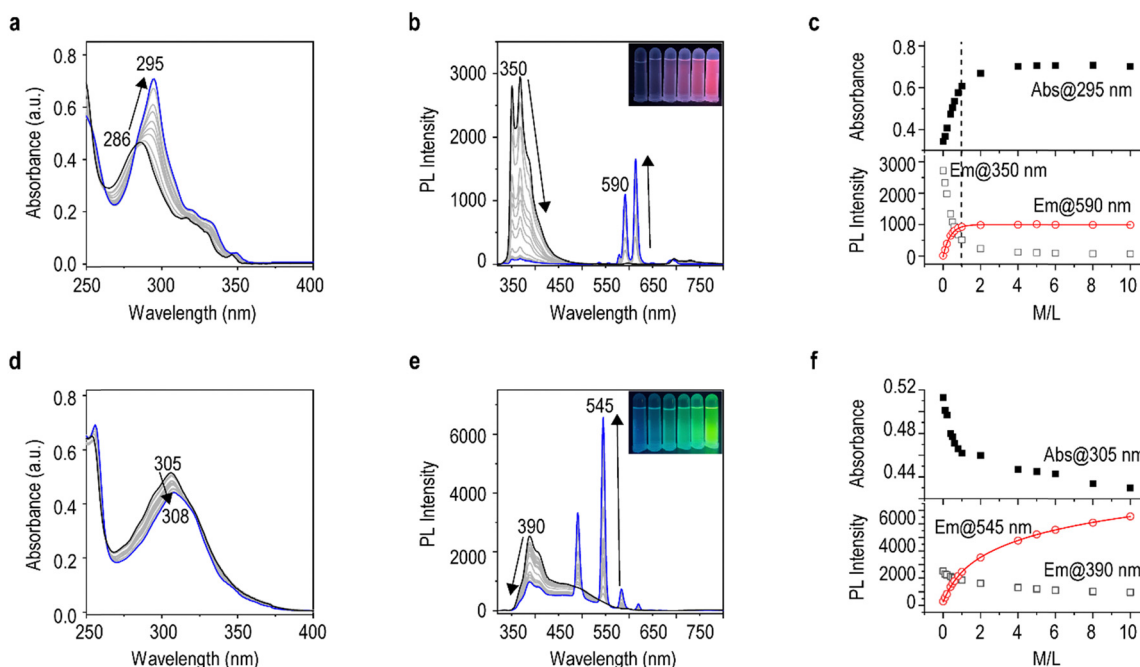 a
0.8
0.6
0.4
0.2
0.0
295
286
250
300
350
400
Absorbance (a.u.)
Wavelength (nm)
b
3000
2000
1000
0
350
590
350
450
550
650
750
PL Intensity
Wavelength (nm)
c
0.8
0.6
0.4
Absorbance
Abs@295 nm
3000
2000
1000
0
PL Intensity
Em@350 nm
Em@590 nm
0
2
4
6
8
10
M/L
d
0.8
0.6
0.4
0.2
0.0
305
308
250
300
350
400
Absorbance (a.u.)
Wavelength (nm)
e
6000
4000
2000
0
390
545
350
450
550
650
750
PL Intensity
Wavelength (nm)
f
0.52
0.48
0.44
Absorbance
Abs@305 nm
6000
4000
2000
0
PL Intensity
Em@545 nm
Em@390 nm
0
2
4
6
8
10
M/L